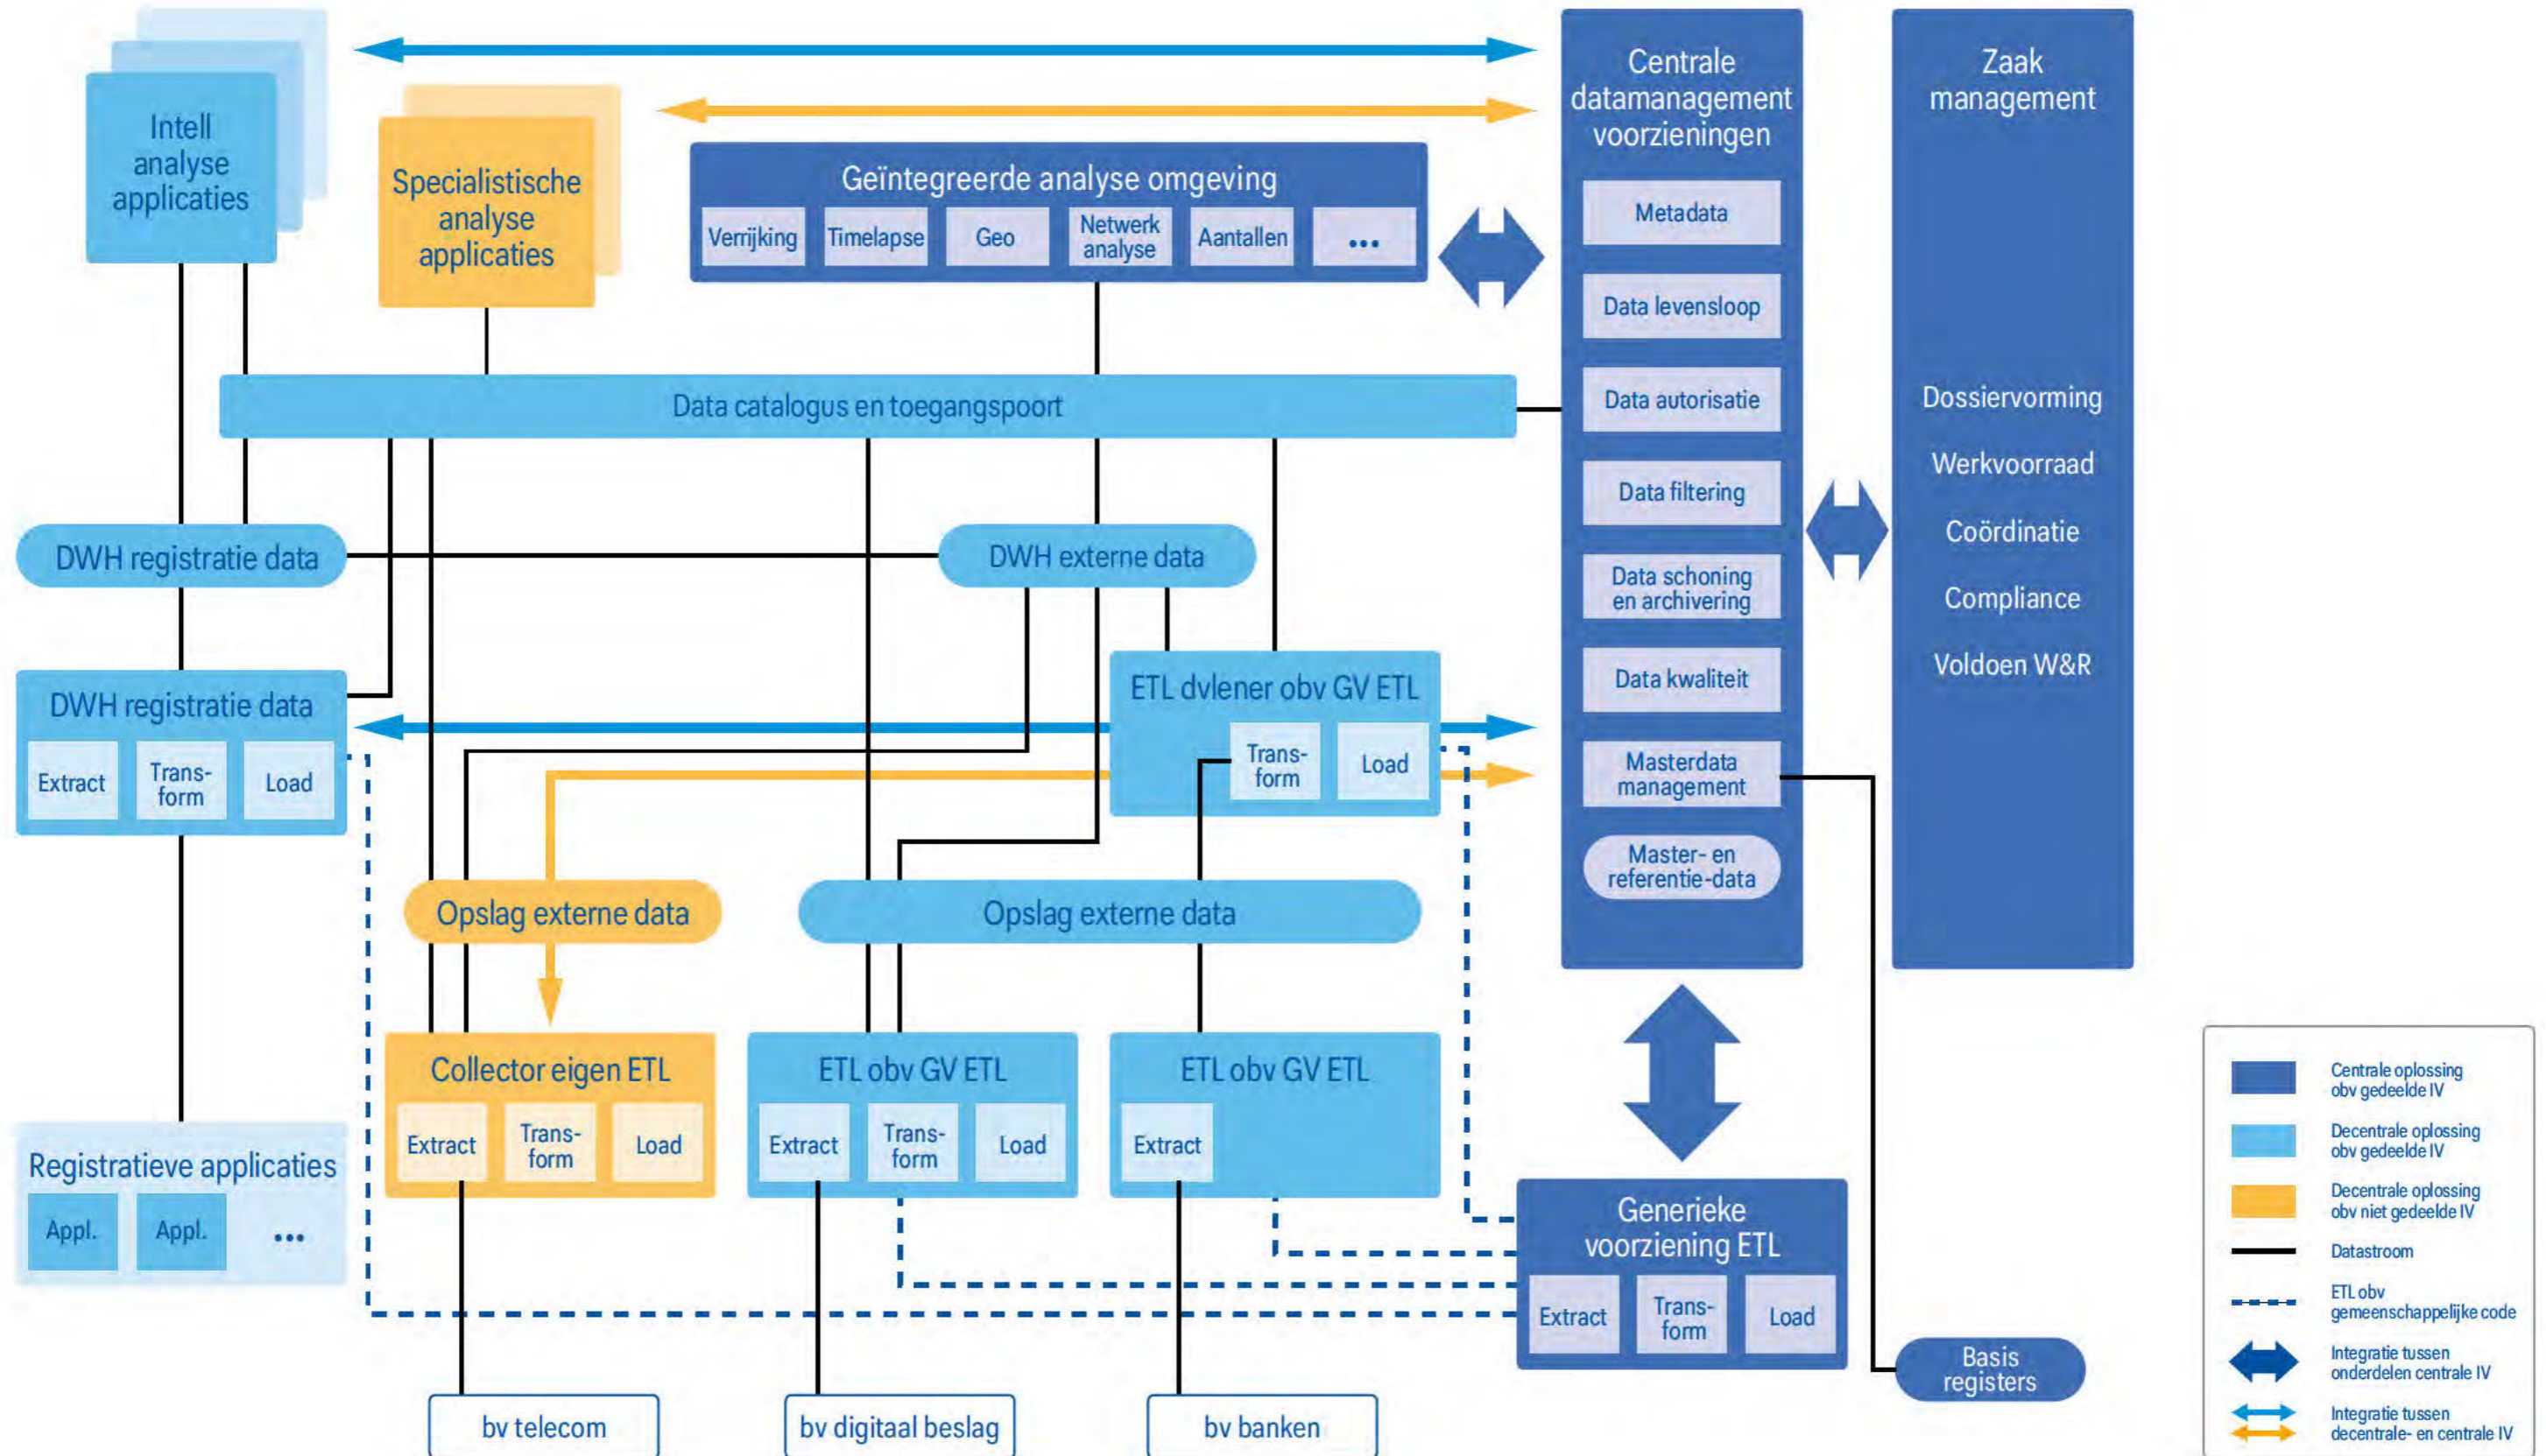 Intell
analyse
applicaties
Specialistische
analyse
applicaties
Geïntegreerde analyse omgeving
Verrijking
Timelapse
Geo
Netwerk
analyse
Aantallen
...
Centrale
datamanagement
voorzieningen
Metadata
Data levensloop
Data autorisatie
Data filtering
Data schoning
en archivering
Data kwaliteit
Masterdata
management
Master- en
referentie-data
Zaak
management
Dossiervorming
Werkvoorraad
Coördinatie
Compliance
Voldoen W&R
Data catalogus en toegangspoort
DWH registratie data
DWH externe data
DWH registratie data
Extract
Trans-
form
Load
ETL dvlener obv GV ETL
Trans-
form
Load
Opslag externe data
Opslag externe data
Collector eigen ETL
Extract
Trans-
form
Load
ETL obv GV ETL
Extract
Trans-
form
Load
ETL obv GV ETL
Extract
Registratieve applicaties
Appl.
Appl.
...
Generieke
voorziening ETL
Extract
Trans-
form
Load
Basis
registers
bv telecom
bv digitaal beslag
bv banken
Centrale oplossing
obv gedeelde IV
Decentrale oplossing
obv gedeelde IV
Decentrale oplossing
obv niet gedeelde IV
Datastroom
ETL obv
gemeenschappelijke code
Integratie tussen
onderdelen centrale IV
Integratie tussen
decentrale- en centrale IV